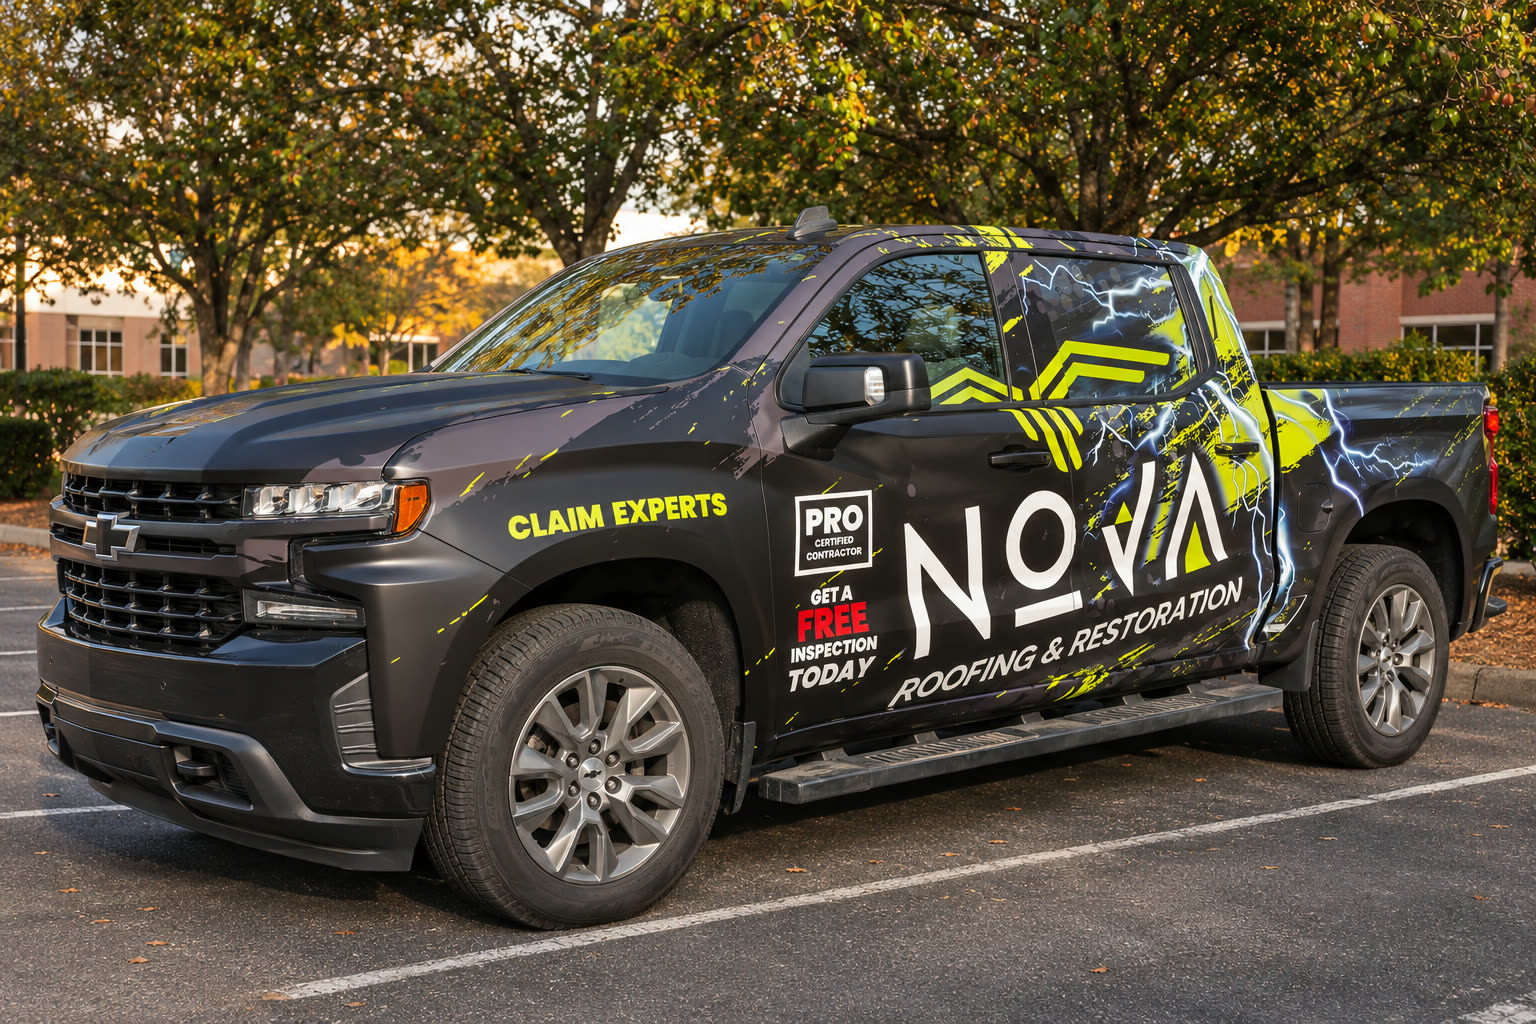 CLAIM EXPERTS
PRO
CERTIFIED
CONTRACTOR
GET A
FREE
INSPECTION
TODAY
NOVA
ROOFING & RESTORATION